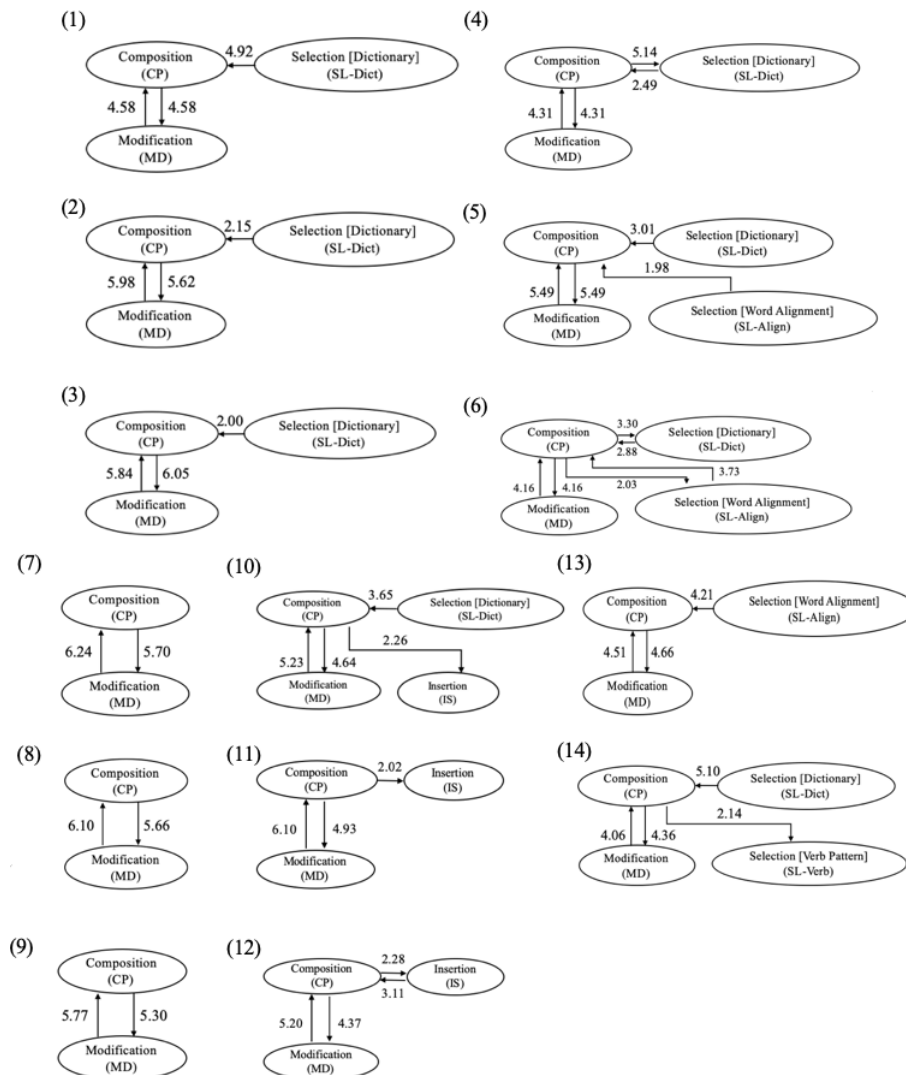 (1)
Composition
(CP)
4.92
Selection [Dictionary]
(SL-Dict)
4.58
4.58
Modification
(MD)
(4)
Composition
(CP)
5.14
2.49
Selection [Dictionary]
(SL-Dict)
4.31
4.31
Modification
(MD)
(2)
Composition
(CP)
2.15
Selection [Dictionary]
(SL-Dict)
5.98
5.62
Modification
(MD)
(5)
Composition
(CP)
3.01
Selection [Dictionary]
(SL-Dict)
1.98
5.49
5.49
Modification
(MD)
Selection [Word Alignment]
(SL-Align)
(3)
Composition
(CP)
2.00
Selection [Dictionary]
(SL-Dict)
5.84
6.05
Modification
(MD)
(6)
Composition
(CP)
3.30
2.88
Selection [Dictionary]
(SL-Dict)
3.73
4.16
4.16
2.03
Modification
(MD)
Selection [Word Alignment]
(SL-Align)
(7)
Composition
(CP)
6.24
5.70
Modification
(MD)
(10)
Composition
(CP)
3.65
Selection [Dictionary]
(SL-Dict)
2.26
5.23
4.64
Modification
(MD)
Insertion
(IS)
(13)
Composition
(CP)
4.21
Selection [Word Alignment]
(SL-Align)
4.51
4.66
Modification
(MD)
(8)
Composition
(CP)
6.10
5.66
Modification
(MD)
(11)
Composition
(CP)
2.02
Insertion
(IS)
6.10
4.93
Modification
(MD)
(14)
Composition
(CP)
5.10
Selection [Dictionary]
(SL-Dict)
2.14
4.06
4.36
Modification
(MD)
Selection [Verb Pattern]
(SL-Verb)
(9)
Composition
(CP)
5.77
5.30
Modification
(MD)
(12)
Composition
(CP)
2.28
3.11
Insertion
(IS)
5.20
4.37
Modification
(MD)